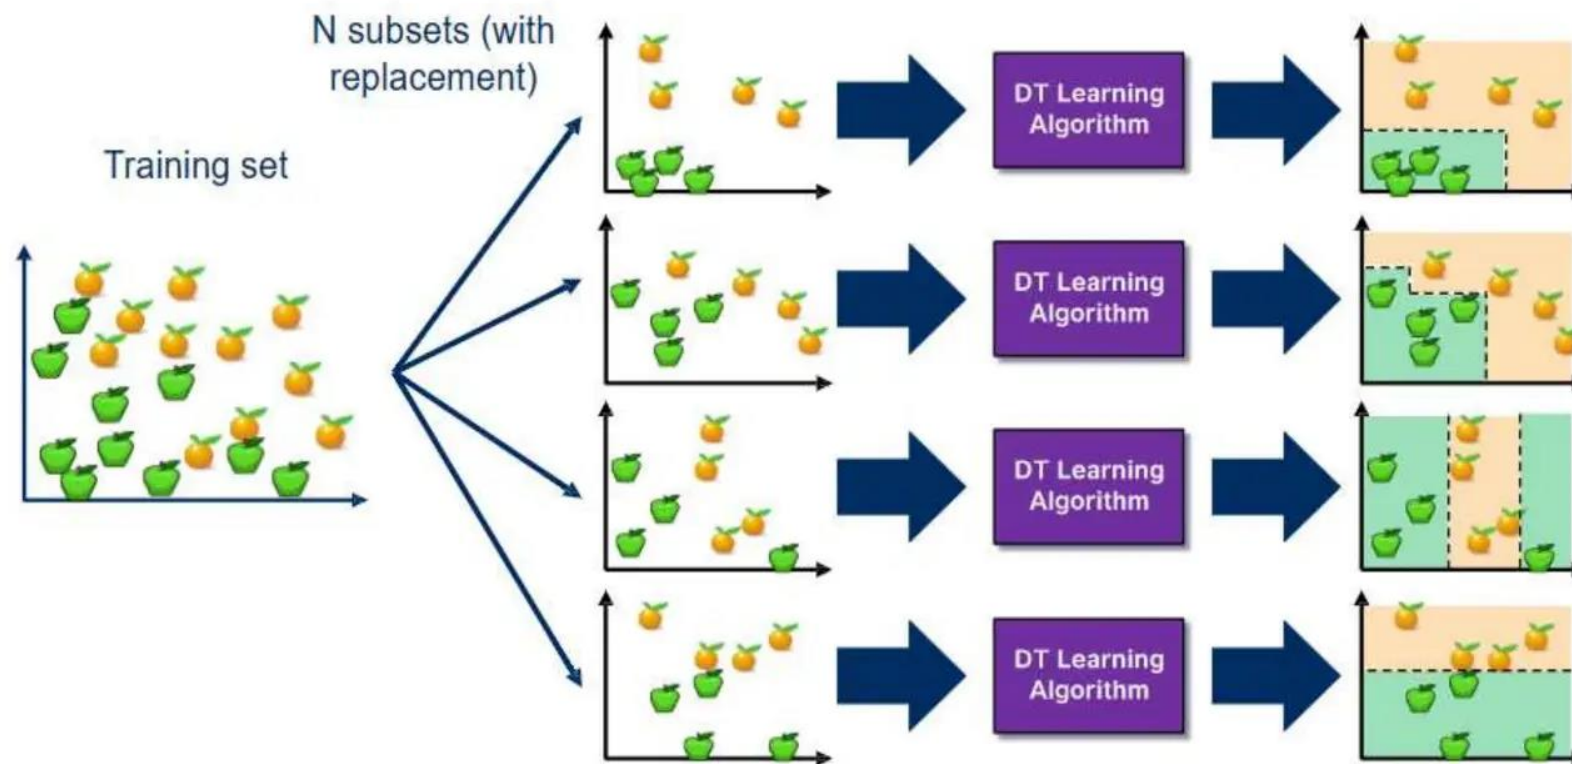 N subsets (with
replacement)
Training set
DT Learning
Algorithm
DT Learning
Algorithm
DT Learning
Algorithm
DT Learning
Algorithm